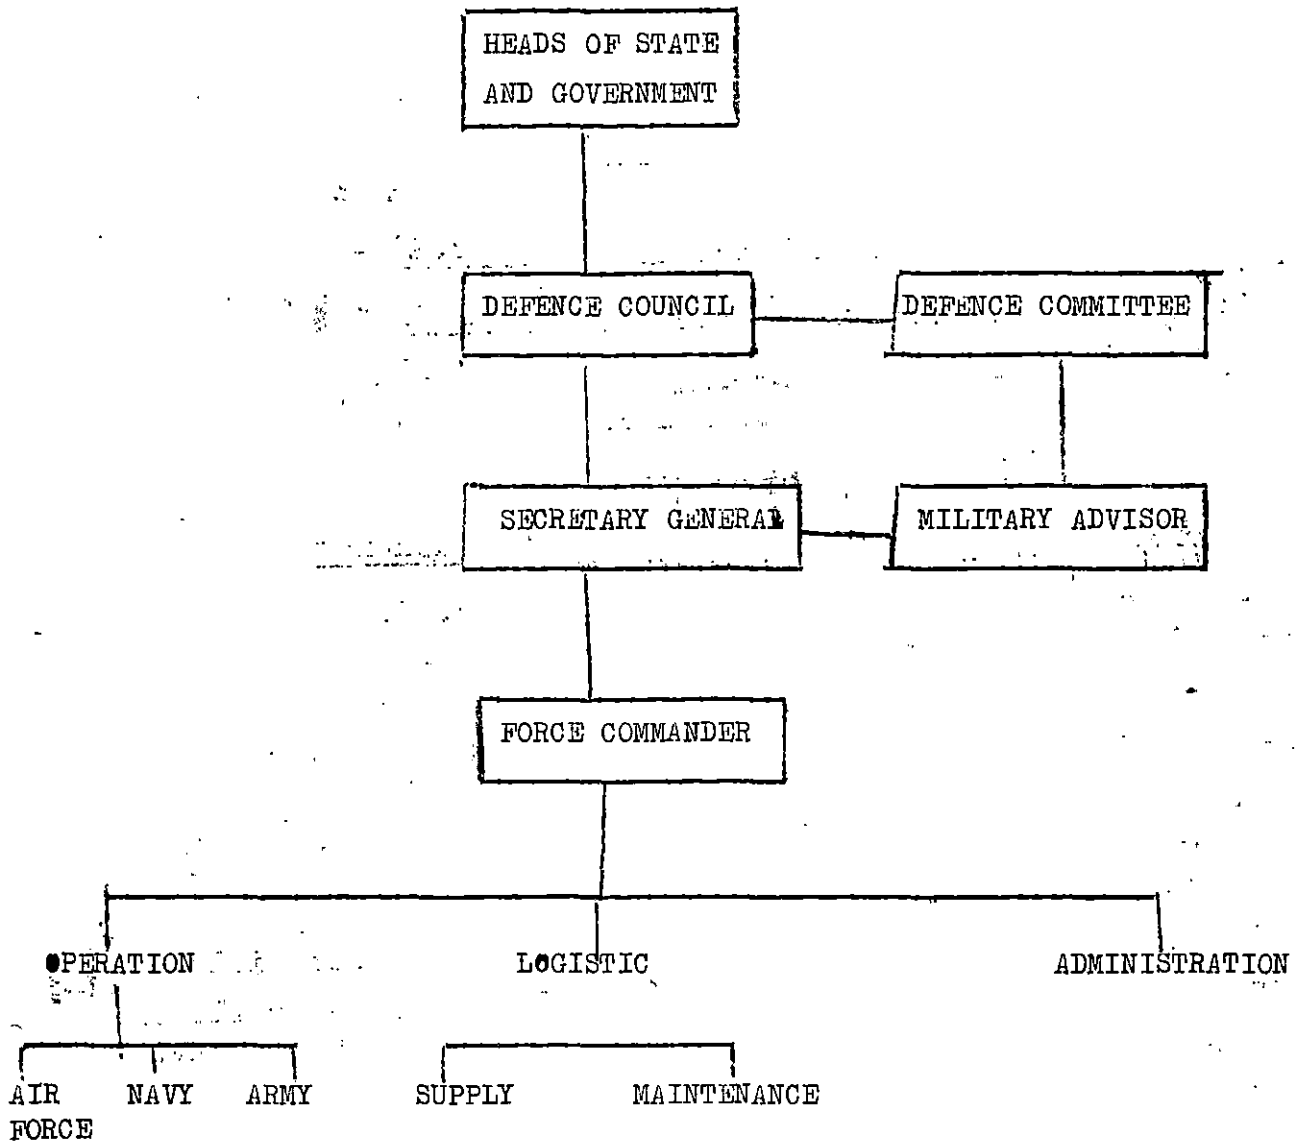 HEADS OF STATE
AND GOVERNMENT
DEFENCE COUNCIL
DEFENCE COMMITTEE
SECRETARY GENERAL
MILITARY ADVISOR
FORCE COMMANDER
OPERATION
LOGISTIC
ADMINISTRATION
AIR
FORCE
NAVY
ARMY
SUPPLY
MAINTENANCE